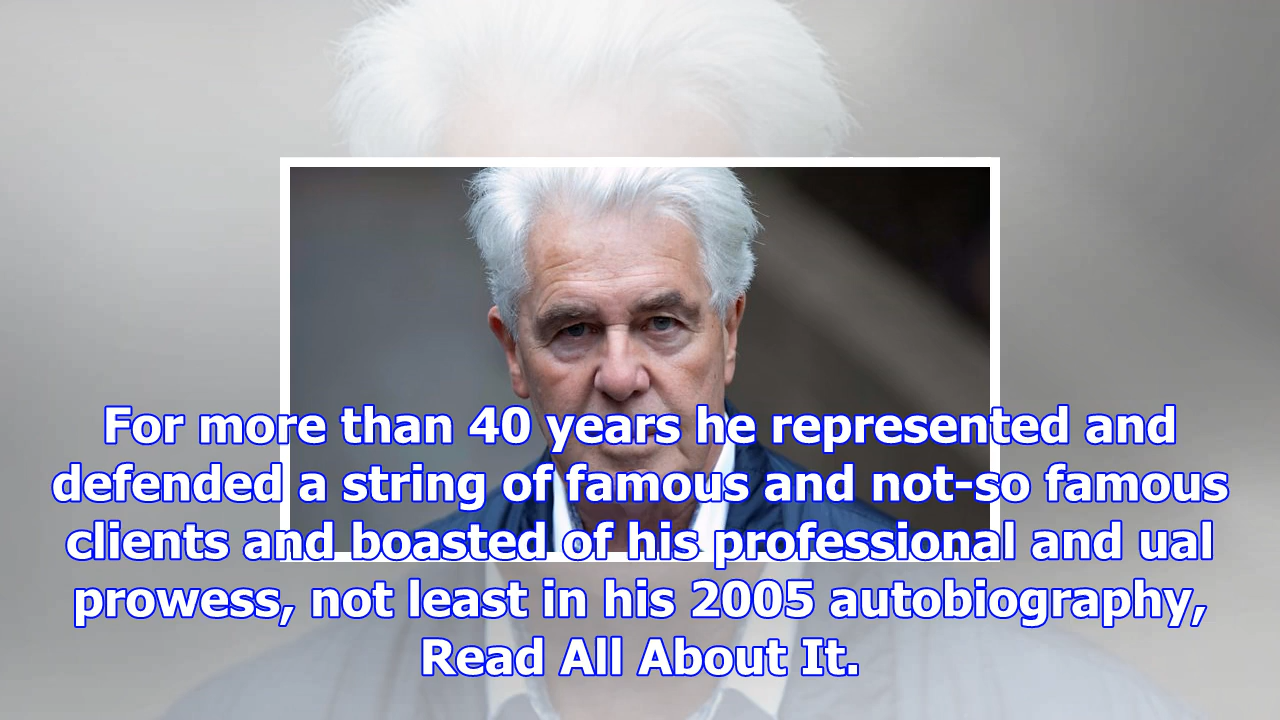 For more than 40 years he represented and
defended a string of famous and not-so famous
clients and boasted of his professional and ual
prowess, not least in his 2005 autobiography,
Read All About It.